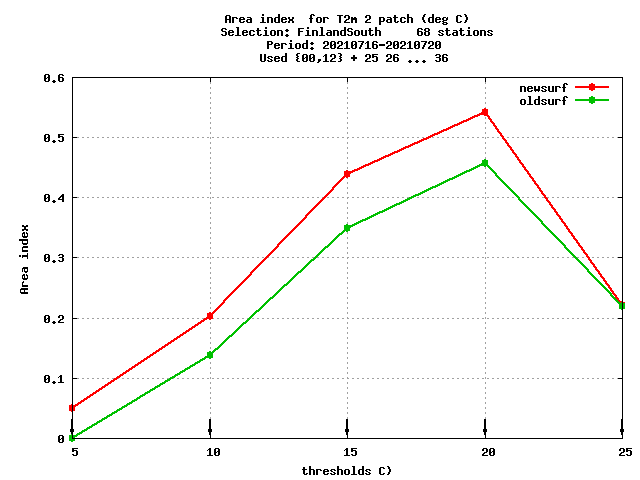 Area index  for T2m 2 patch (deg C)
Selection: FinlandSouth     68 stations
Period: 20210716-20210720
Used {00,12} + 25 26 ... 36
newsurf
oldsurf
0.6
0.5
0.4
0.3
0.2
0.1
0
Area index
5 10 15 20 25
thresholds C)